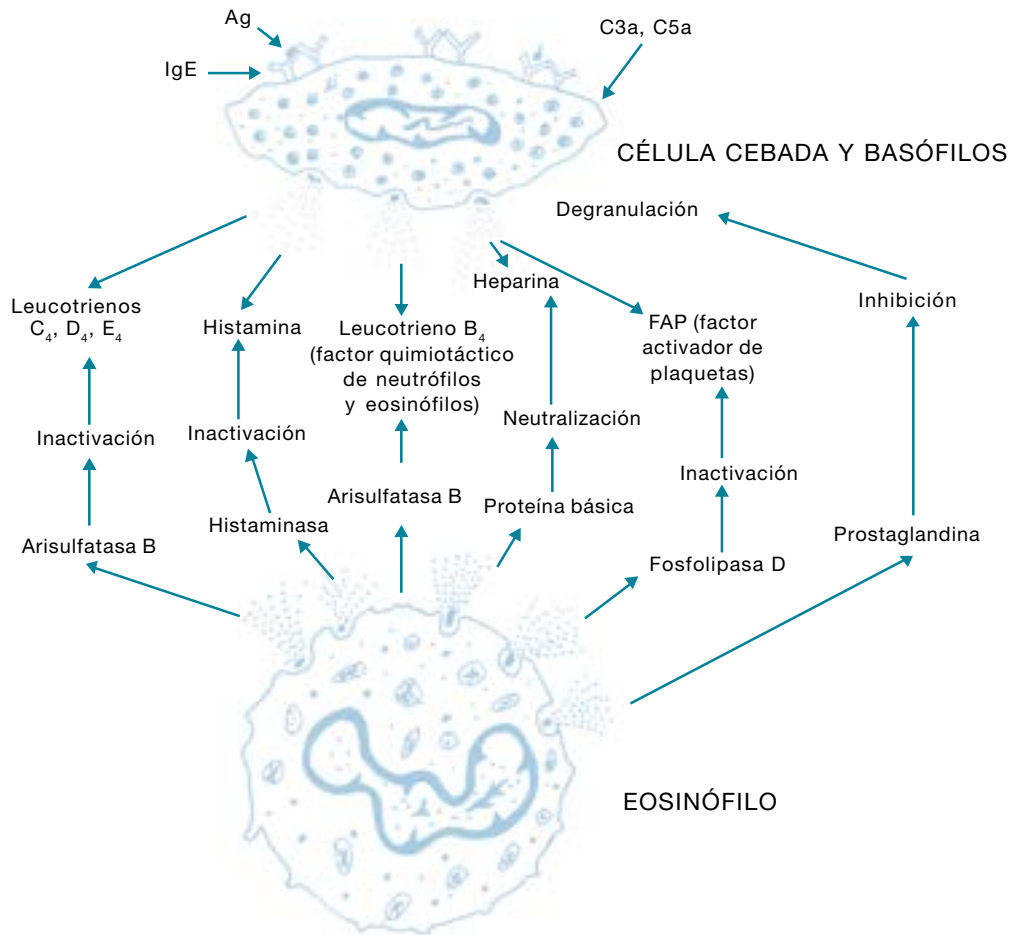 Ag
C3a, C5a
IgE
CÉLULA CEBADA Y BASÓFILOS
Degranulación
Leucotrienos
C4, D4, E4
Histamina
Leucotrieno B4
(factor quimiotáctico
de neutrófilos
y eosinófilos)
Heparina
FAP (factor
activador de
plaquetas)
Inhibición
Inactivación
Inactivación
Neutralización
Inactivación
Arisulfatasa B
Histaminasa
Arisulfatasa B
Proteína básica
Fosfolipasa D
Prostaglandina
EOSINÓFILO